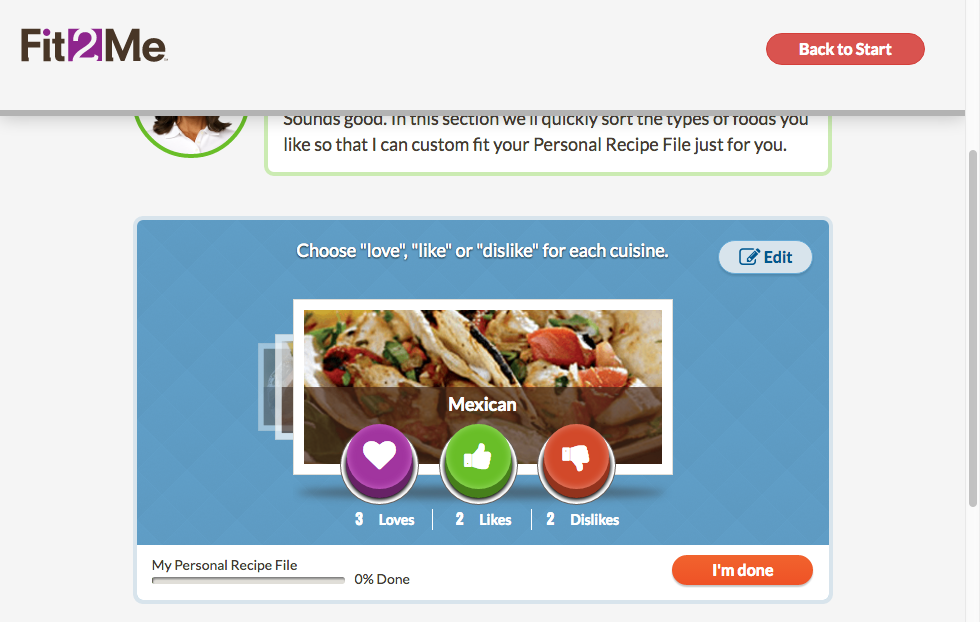 Fit2Me
Back to Start
Sounds good. In this section we'll quickly sort the types of foods you
like so that I can custom fit your Personal Recipe File just for you.
Choose "love", "like" or "dislike" for each cuisine.
Edit
Mexican
3 Loves 2 Likes 2 Dislikes
My Personal Recipe File
0% Done
I'm done